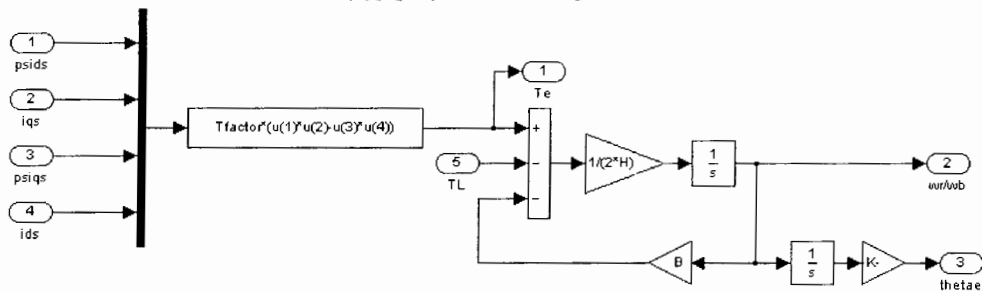 1
psids
2
iqs
3
psiqs
4
ids
Tfactor*(u(1)*u(2)-u(3)*u(4))
1
Te
5
TL
+
−
−
1/(2*H)
1
s
2
wr/wb
B
1
s
K-
3
thetae